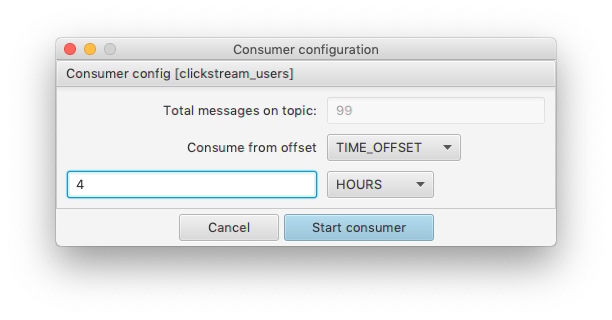 Consumer configuration
Consumer config [clickstream_users]
Total messages on topic: 99
Consume from offset TIME_OFFSET
4 HOURS
Cancel Start consumer